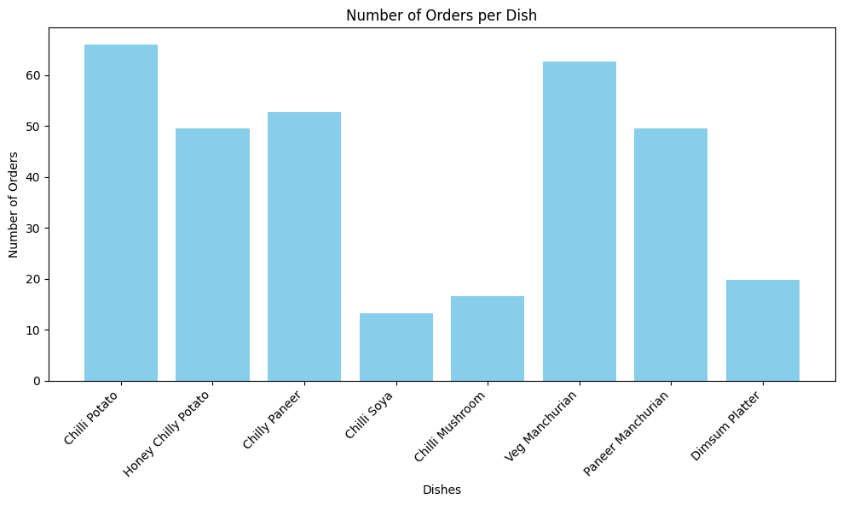 Number of Orders per Dish
Number of Orders
60
50
40
30
20
10
0
Chilli Potato
Honey Chilly Potato
Chilly Paneer
Chilli Soya
Chilli Mushroom
Veg Manchurian
Paneer Manchurian
Dimsum Platter
Dishes